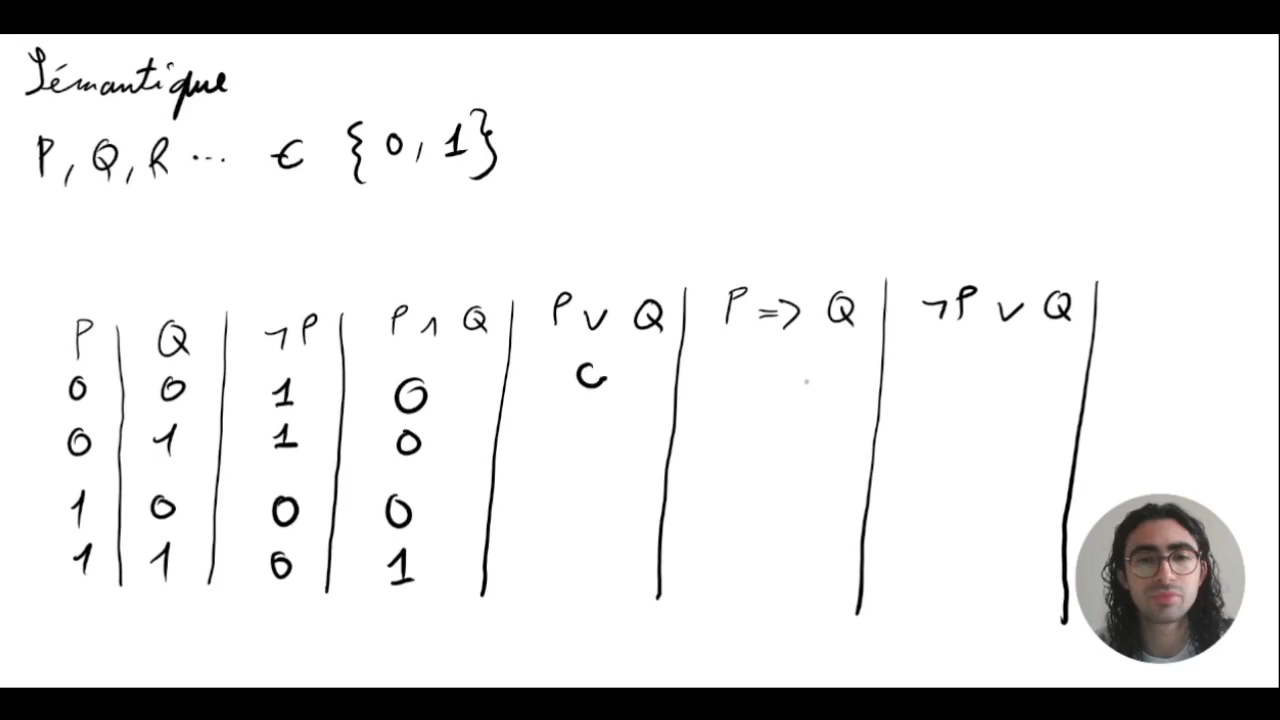 Sémantique
P, Q, R ... ∈ {0, 1}
P | Q | ¬P | P ∧ Q | P ∨ Q | P => Q | ¬P ∨ Q |
0 | 0 | 1 | 0
0 | 1 | 1 | 0
1 | 0 | 0 | 0
1 | 1 | 0 | 1